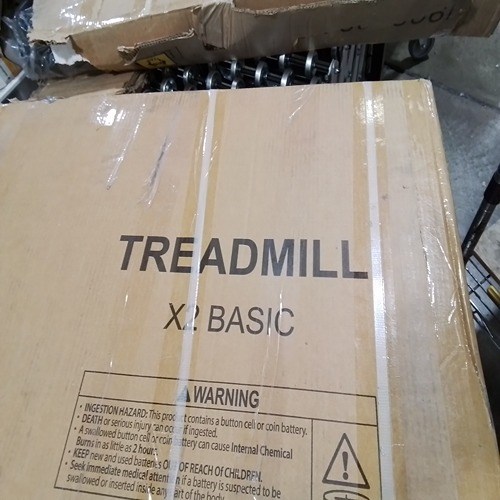 TREADMILL
X2 BASIC
WARNING
• INGESTION HAZARD: This product contains a button cell or coin battery.
• DEATH or serious injury can occur if ingested.
• A swallowed button cell or coin battery can cause Internal Chemical
Burns in as little as 2 hours.
• KEEP new and used batteries OUT OF REACH OF CHILDREN.
• Seek immediate medical attention if a battery is suspected to be
swallowed or inserted inside any part of the body.